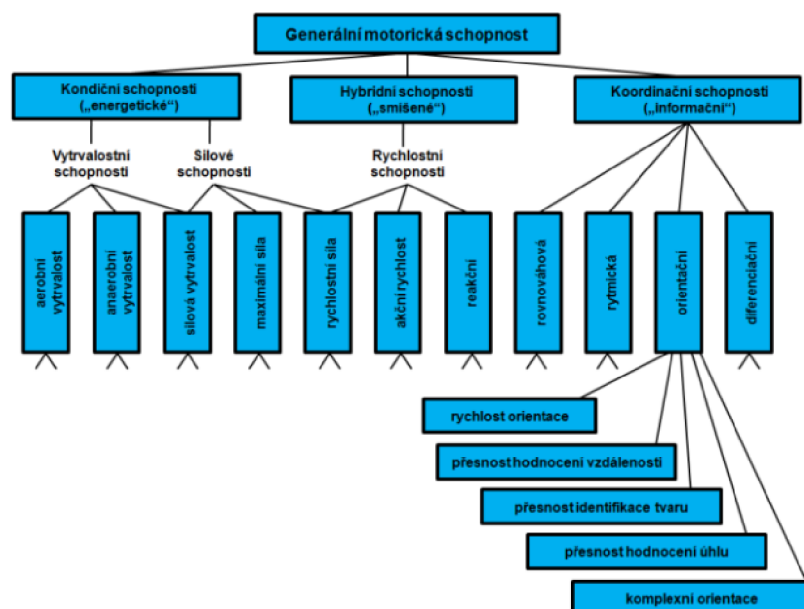 Generální motorická schopnost
Kondiční schopnosti
(„energetické“)
Hybridní schopnosti
(„smíšené“)
Koordinační schopnosti
(„informační“)
Vytrvalostní
schopnosti
Silové
schopnosti
Rychlostní
schopnosti
aerobní
vytrvalost
anaerobní
vytrvalost
silová vytrvalost
maximální síla
rychlostní síla
akční rychlost
reakční
rovnováhová
rytmická
orientační
diferenciační
rychlost orientace
přesnost hodnocení vzdálenosti
přesnost identifikace tvaru
přesnost hodnocení úhlu
komplexní orientace